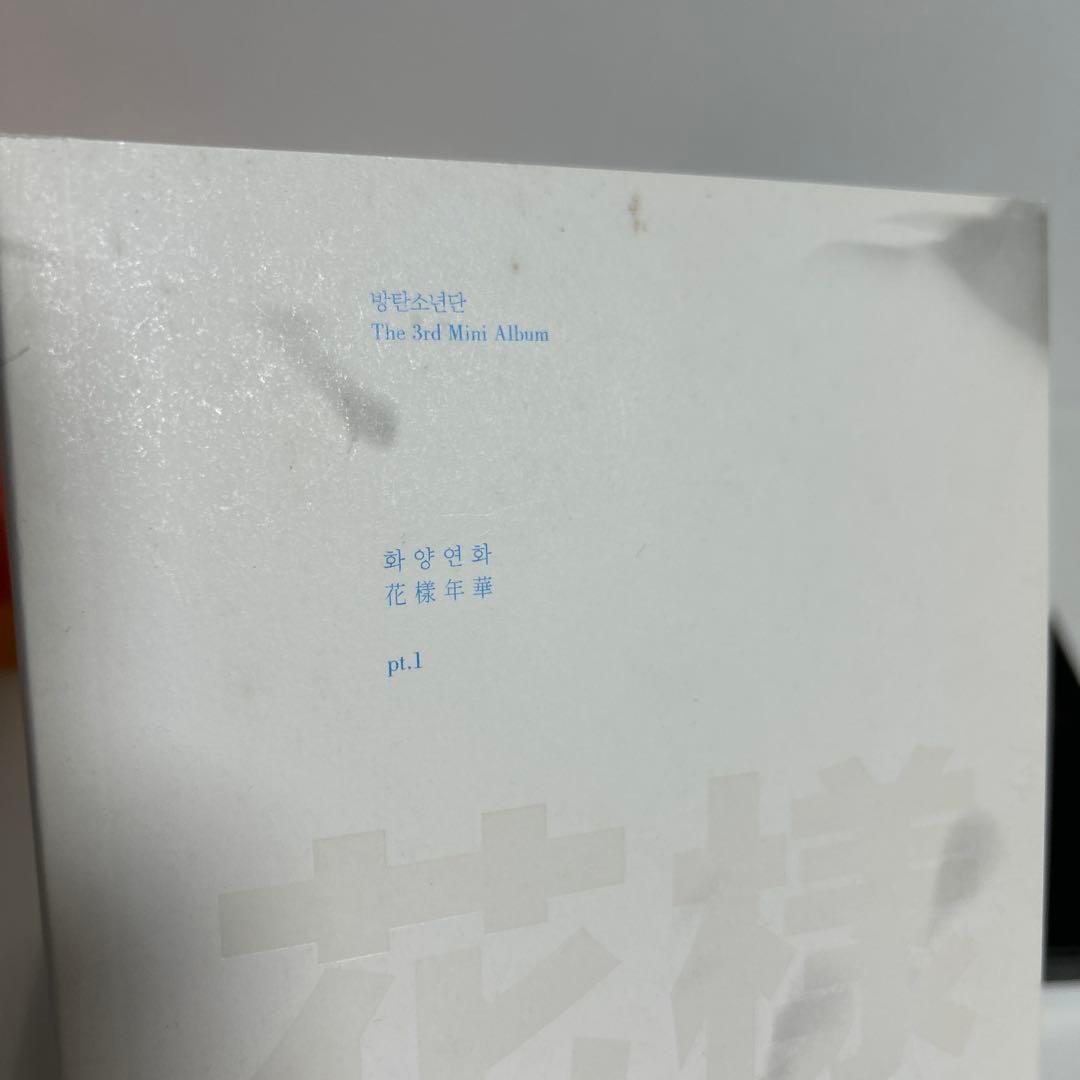 방탄소년단
The 3rd Mini Album
화양연화
花樣年華
pt.1
花樣